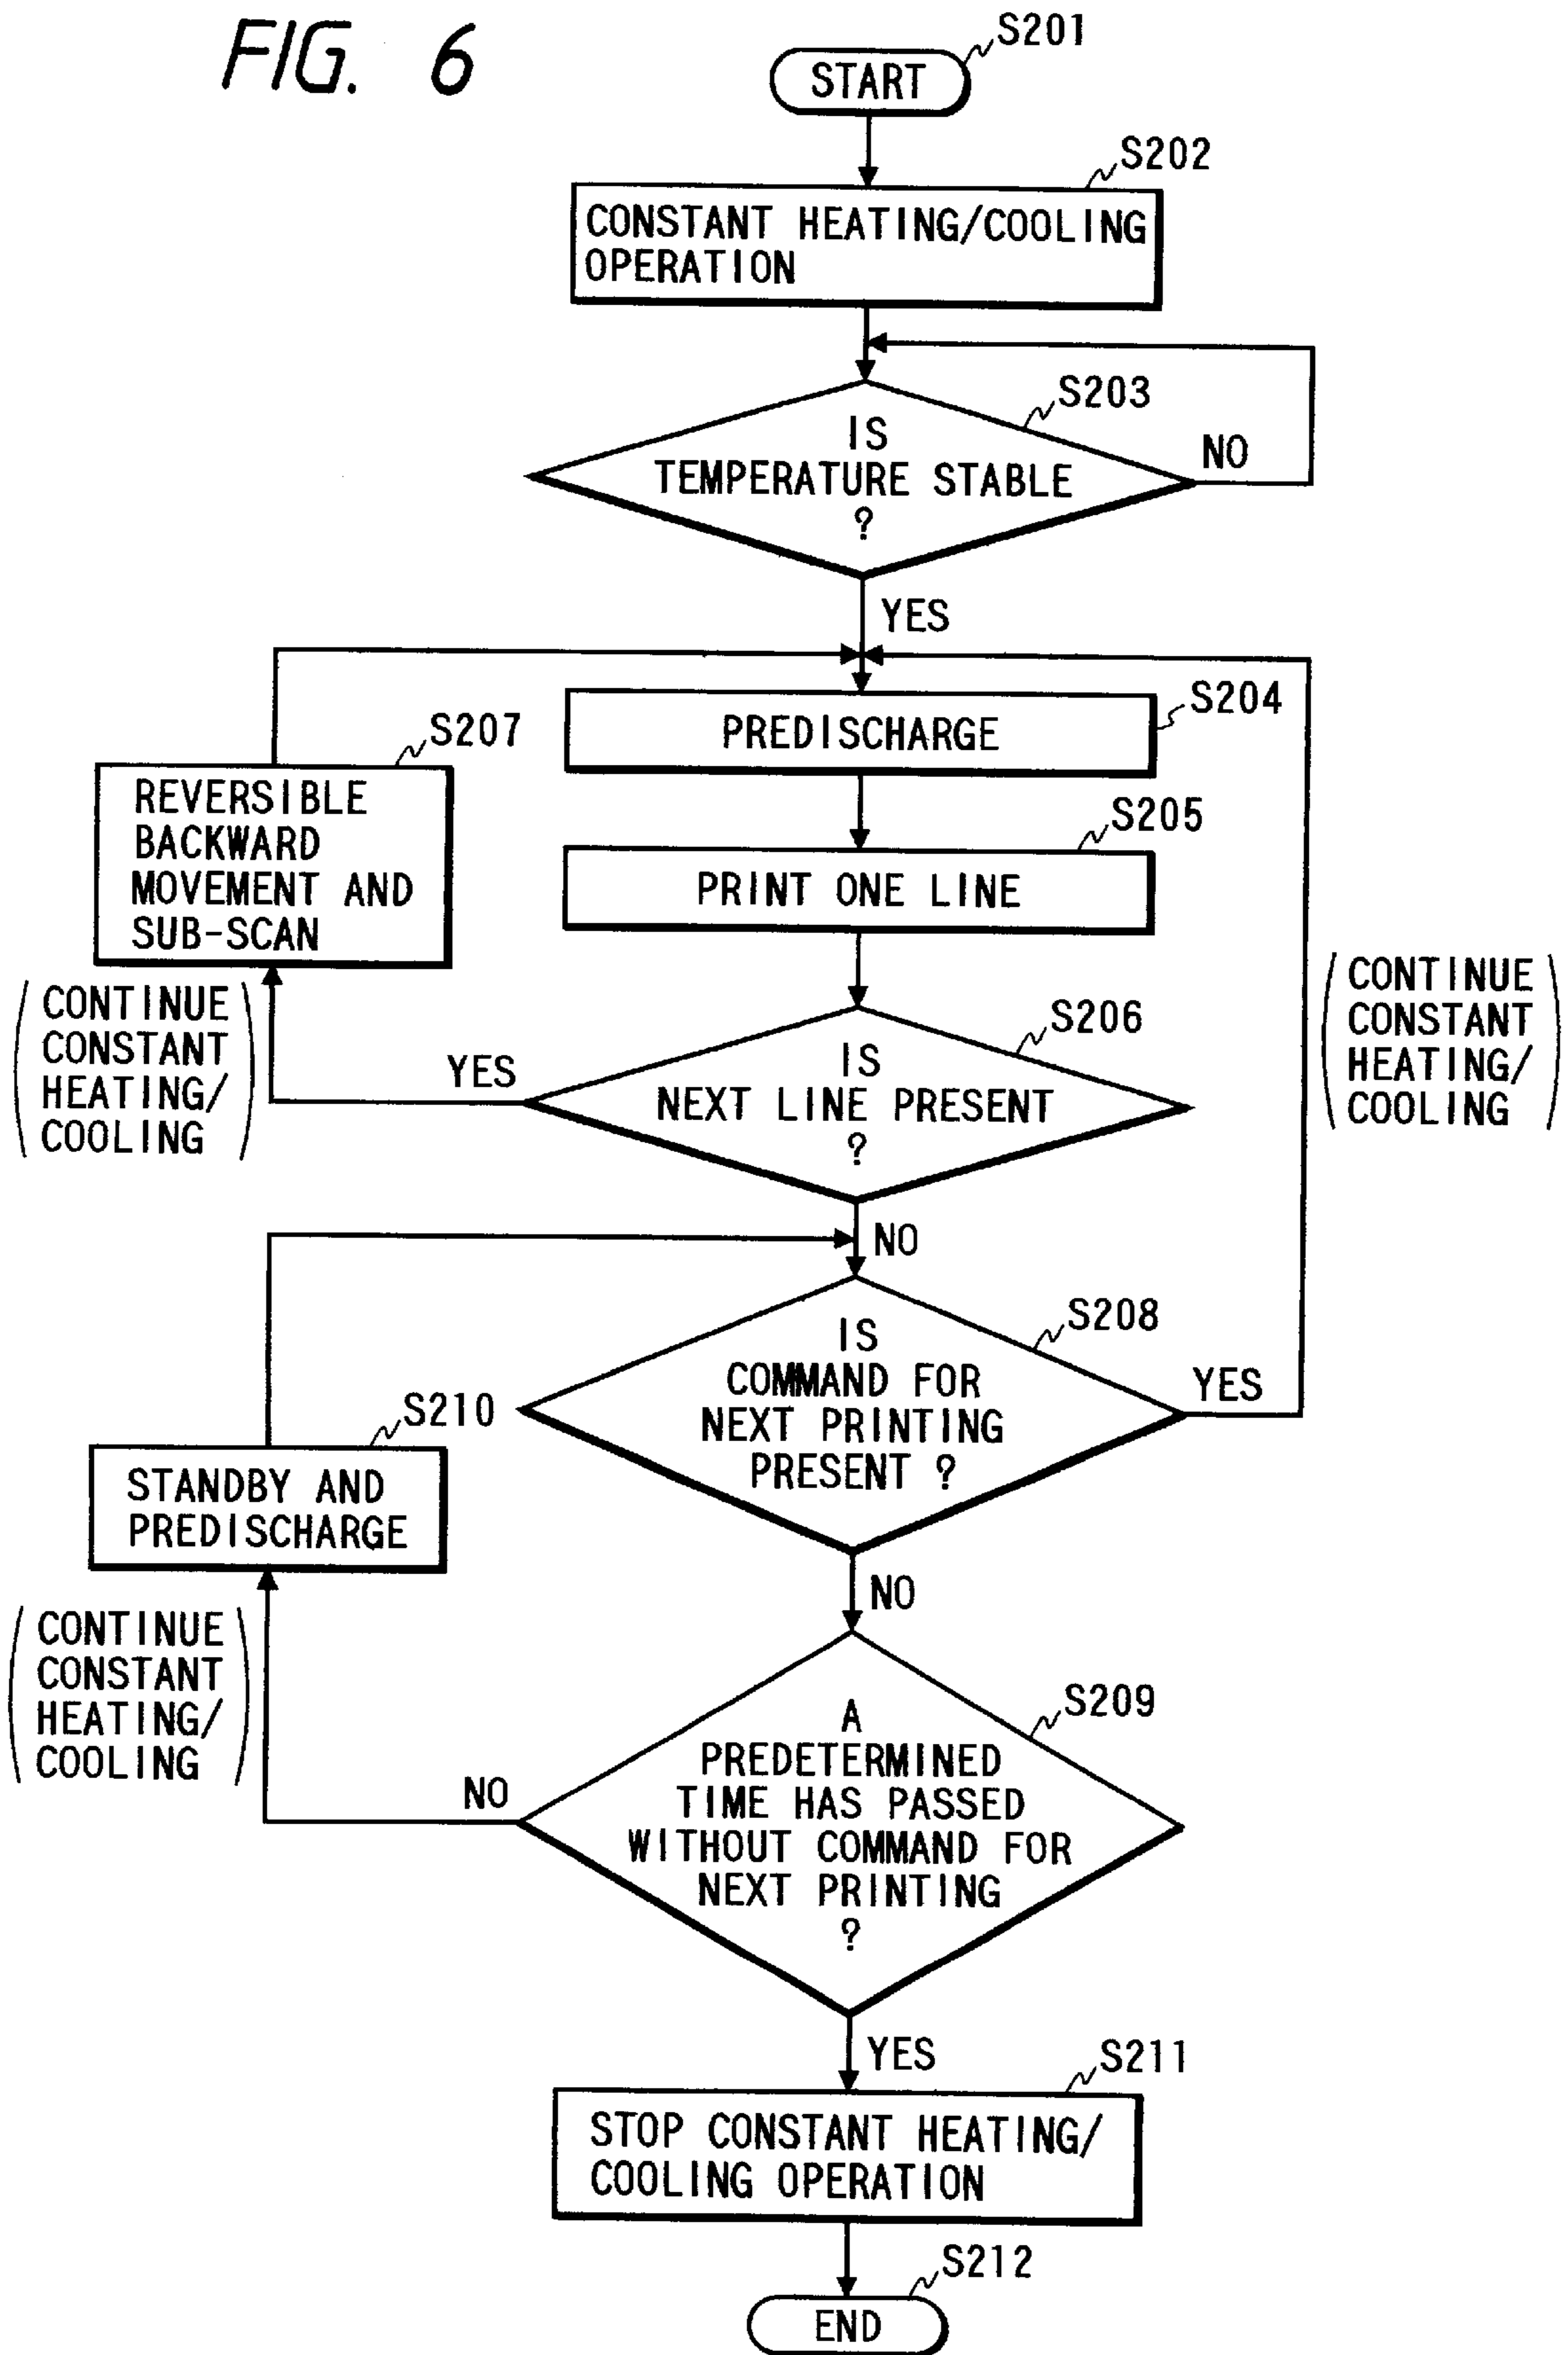 FIG. 6
S201
START
S202
CONSTANT HEATING/COOLING
OPERATION
S203
IS
TEMPERATURE STABLE
?
NO
YES
S204
PREDISCHARGE
S207
REVERSIBLE
BACKWARD
MOVEMENT AND
SUB-SCAN
S205
PRINT ONE LINE
(CONTINUE
CONSTANT
HEATING/
COOLING)
S206
IS
NEXT LINE PRESENT
?
YES
(CONTINUE
CONSTANT
HEATING/
COOLING)
NO
S208
IS
COMMAND FOR
NEXT PRINTING
PRESENT ?
YES
S210
STANDBY AND
PREDISCHARGE
NO
(CONTINUE
CONSTANT
HEATING/
COOLING)
S209
A
PREDETERMINED
TIME HAS PASSED
WITHOUT COMMAND FOR
NEXT PRINTING
?
NO
YES
S211
STOP CONSTANT HEATING/
COOLING OPERATION
S212
END